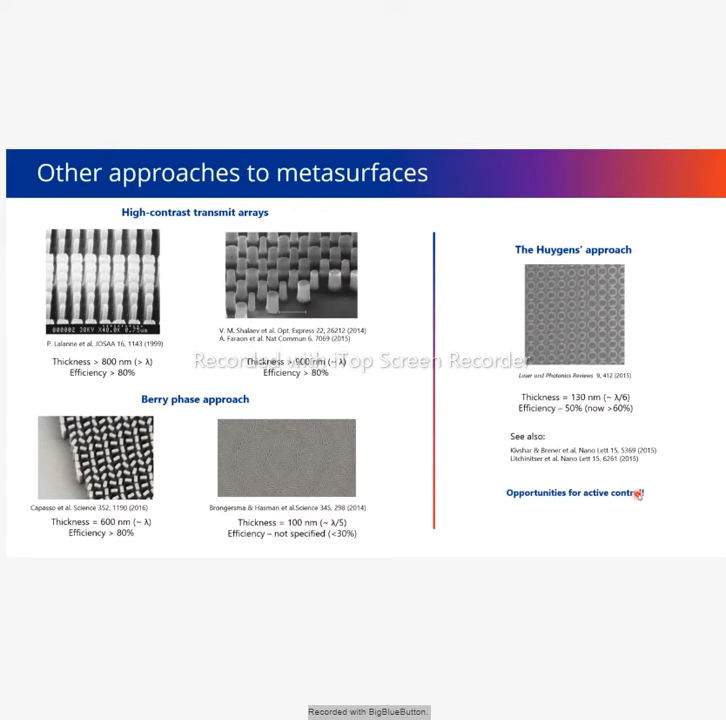 Other approaches to metasurfaces
High-contrast transmit arrays
P. Lalanne et al. JOSAA 16, 1143 (1999)
Thickness > 800 nm (> λ)
Efficiency > 80%
V. M. Shalaev et al. Opt. Express 22, 26212 (2014)
A. Faraon et al. Nat Commun 6, 7069 (2015)
Thickness > 900 nm (~ λ)
Efficiency > 80%
Recorded with iTop Screen Recorder
Berry phase approach
Capasso et al. Science 352, 1190 (2016)
Thickness = 600 nm (~ λ)
Efficiency > 80%
Brongersma & Hasman et al.Science 345, 298 (2014)
Thickness = 100 nm (~ λ/5)
Efficiency – not specified (<30%)
The Huygens' approach
Laser and Photonics Reviews 9, 412 (2015)
Thickness = 130 nm (~ λ/6)
Efficiency – 50% (now >60%)
See also:
Kivshar & Brener et al. Nano Lett 15, 5369 (2015)
Litchinitser et al. Nano Lett 15, 6261 (2015)
Opportunities for active control!
Recorded with BigBlueButton.